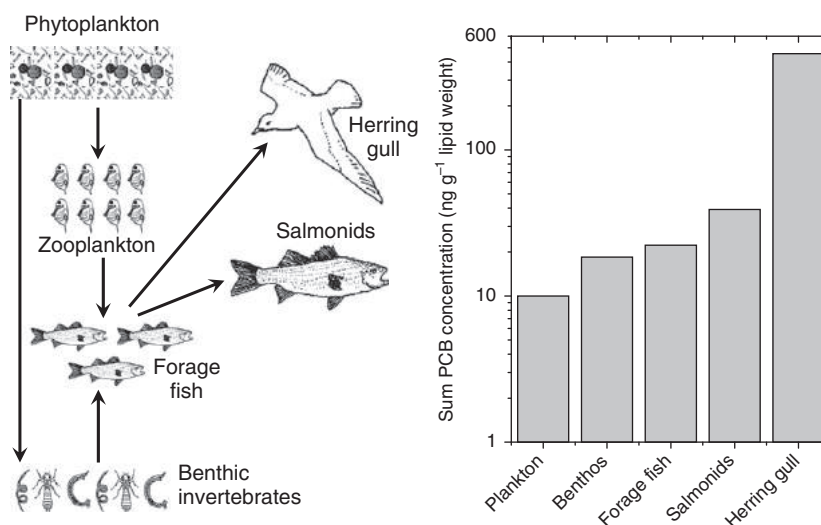 Phytoplankton
Herring
gull
Zooplankton
Salmonids
Forage
fish
Benthic
invertebrates
Sum PCB concentration (ng g⁻¹ lipid weight)
600
100
10
1
Plankton
Benthos
Forage fish
Salmonids
Herring gull